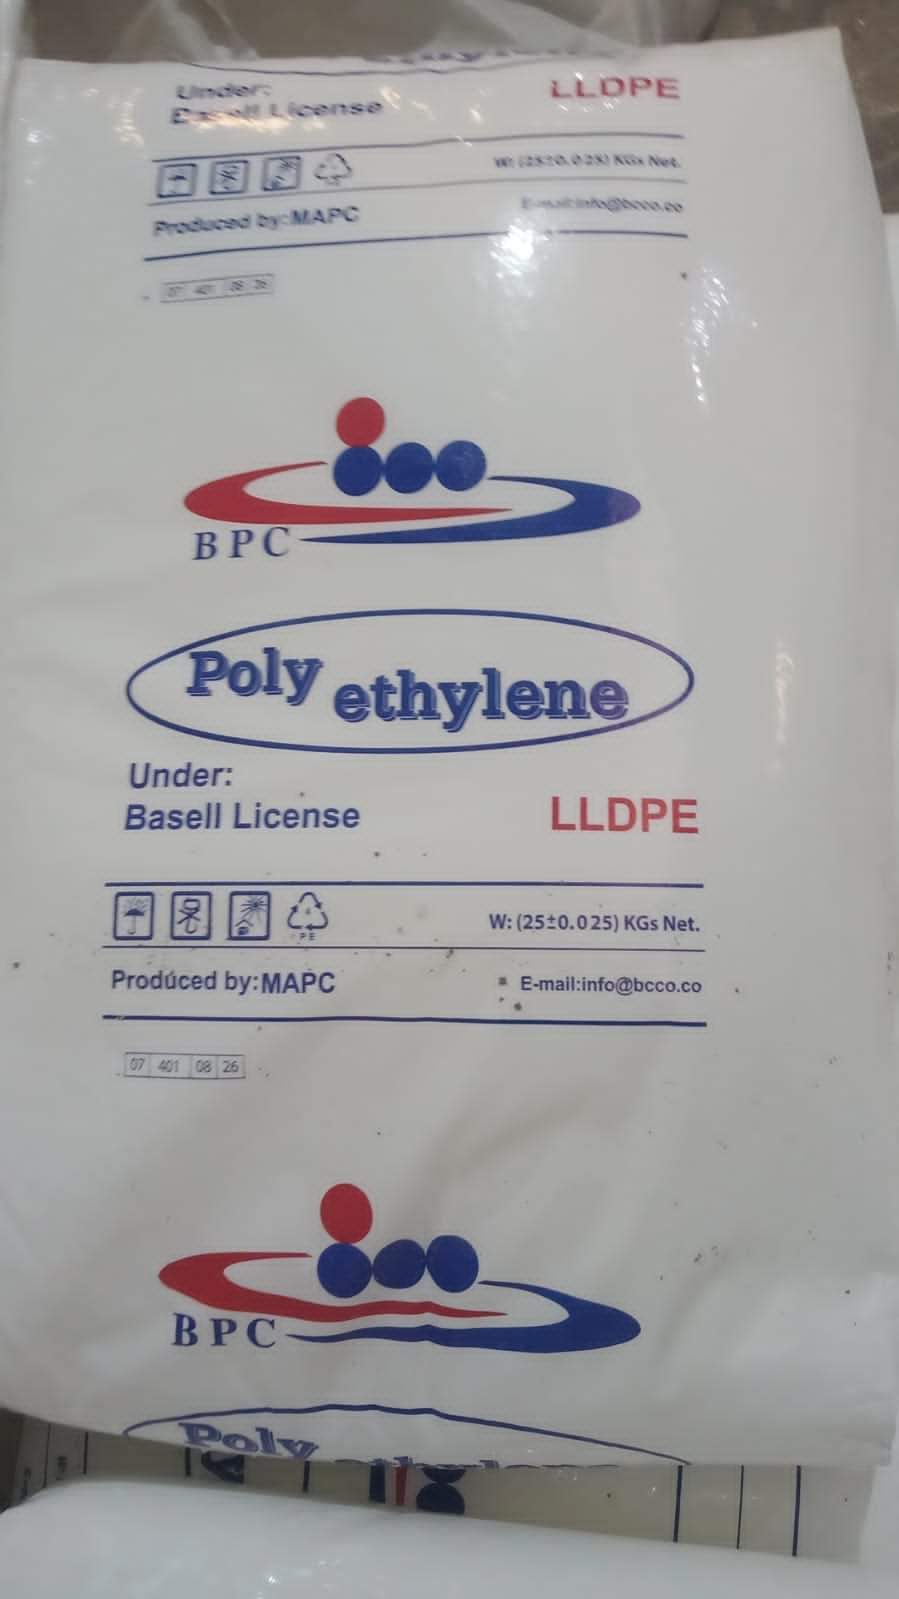 Under:
Basell License LLDPE
W: (25±0.025) KGs Net.
Produced by:MAPC E-mail:info@bcco.co
07 401 08 26
BPC
Poly ethylene
Under:
Basell License LLDPE
PE W: (25±0.025) KGs Net.
Produced by:MAPC E-mail:info@bcco.co
07 401 08 26
BPC
Poly ethylene